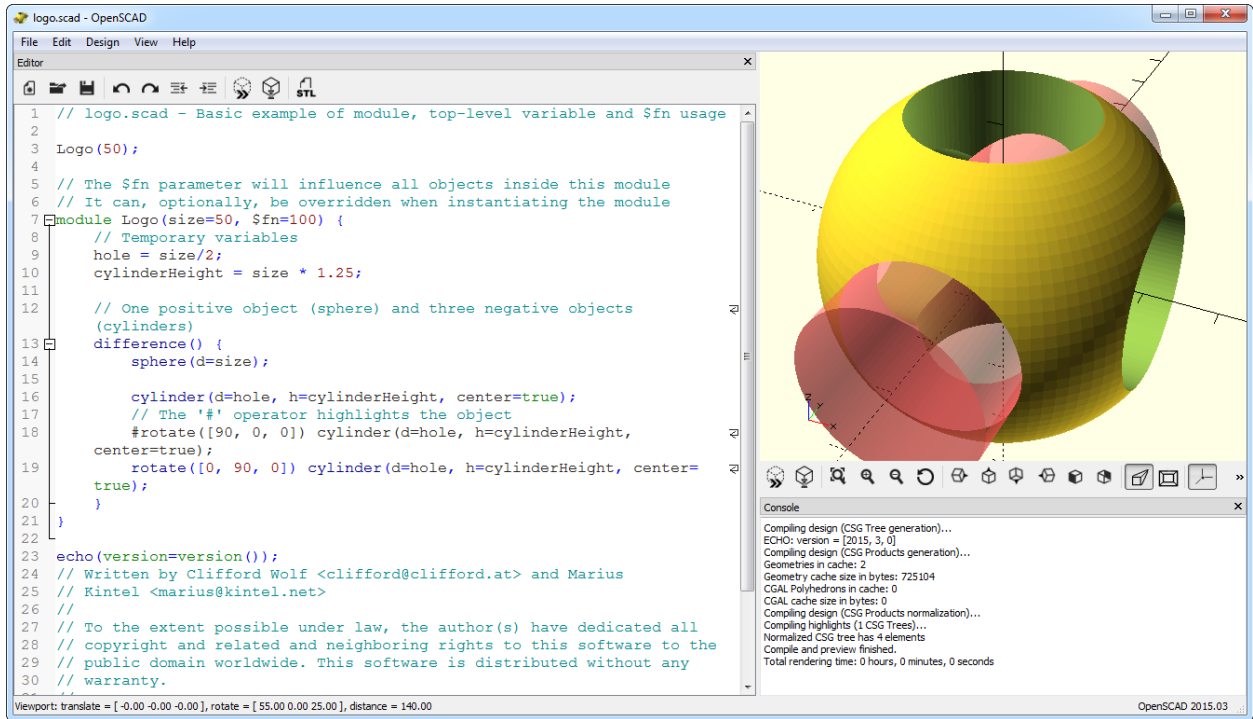 logo.scad - OpenSCAD
File Edit Design View Help
Editor
STL
1 // logo.scad - Basic example of module, top-level variable and $fn usage
2
3 Logo(50);
4
5 // The $fn parameter will influence all objects inside this module
6 // It can, optionally, be overridden when instantiating the module
7 module Logo(size=50, $fn=100) {
8 // Temporary variables
9 hole = size/2;
10 cylinderHeight = size * 1.25;
11
12 // One positive object (sphere) and three negative objects
(cylinders)
13 difference() {
14 sphere(d=size);
15
16 cylinder(d=hole, h=cylinderHeight, center=true);
17 // The '#' operator highlights the object
18 #rotate([90, 0, 0]) cylinder(d=hole, h=cylinderHeight,
center=true);
19 rotate([0, 90, 0]) cylinder(d=hole, h=cylinderHeight, center=
true);
20 }
21 }
22
23 echo(version=version());
24 // Written by Clifford Wolf <clifford@clifford.at> and Marius
25 // Kintel <marius@kintel.net>
26 //
27 // To the extent possible under law, the author(s) have dedicated all
28 // copyright and related and neighboring rights to this software to the
29 // public domain worldwide. This software is distributed without any
30 // warranty.
z
Y
x
»
Console
Compiling design (CSG Tree generation)...
ECHO: version = [2015, 3, 0]
Compiling design (CSG Products generation)...
Geometries in cache: 2
Geometry cache size in bytes: 725104
CGAL Polyhedrons in cache: 0
CGAL cache size in bytes: 0
Compiling design (CSG Products normalization)...
Compiling highlights (1 CSG Trees)...
Normalized CSG tree has 4 elements
Compile and preview finished.
Total rendering time: 0 hours, 0 minutes, 0 seconds
Viewport: translate = [ -0.00 -0.00 -0.00 ], rotate = [ 55.00 0.00 25.00 ], distance = 140.00
OpenSCAD 2015.03